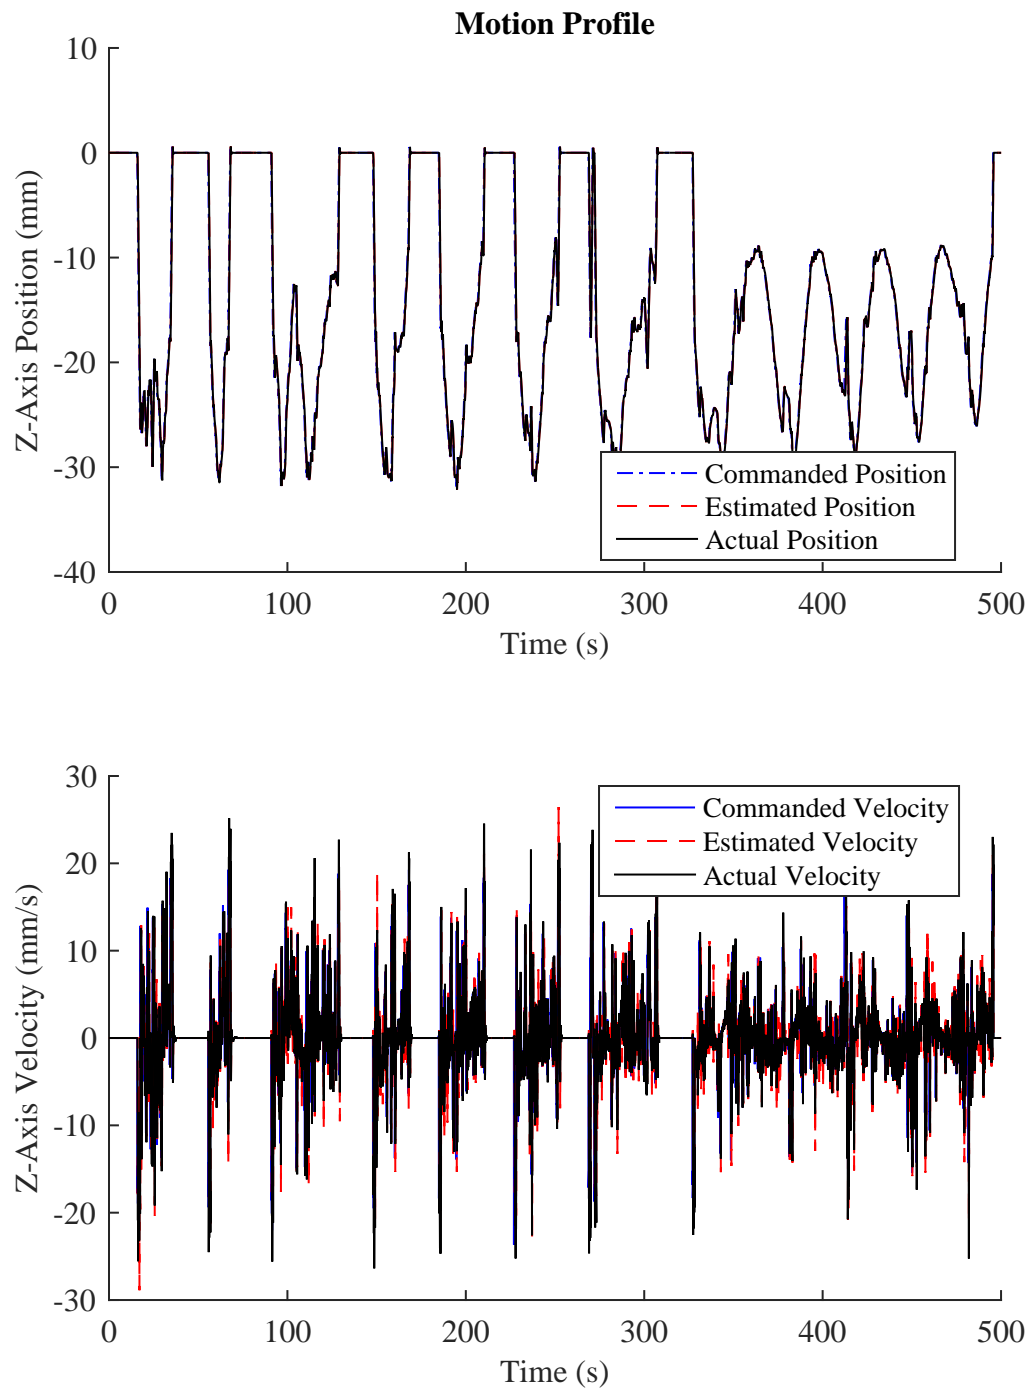 Motion Profile
10
0
-10
-20
-30
-40
Z-Axis Position (mm)
Commanded Position
Estimated Position
Actual Position
0 100 200 300 400 500
Time (s)
30
20
10
0
-10
-20
-30
Z-Axis Velocity (mm/s)
Commanded Velocity
Estimated Velocity
Actual Velocity
0 100 200 300 400 500
Time (s)